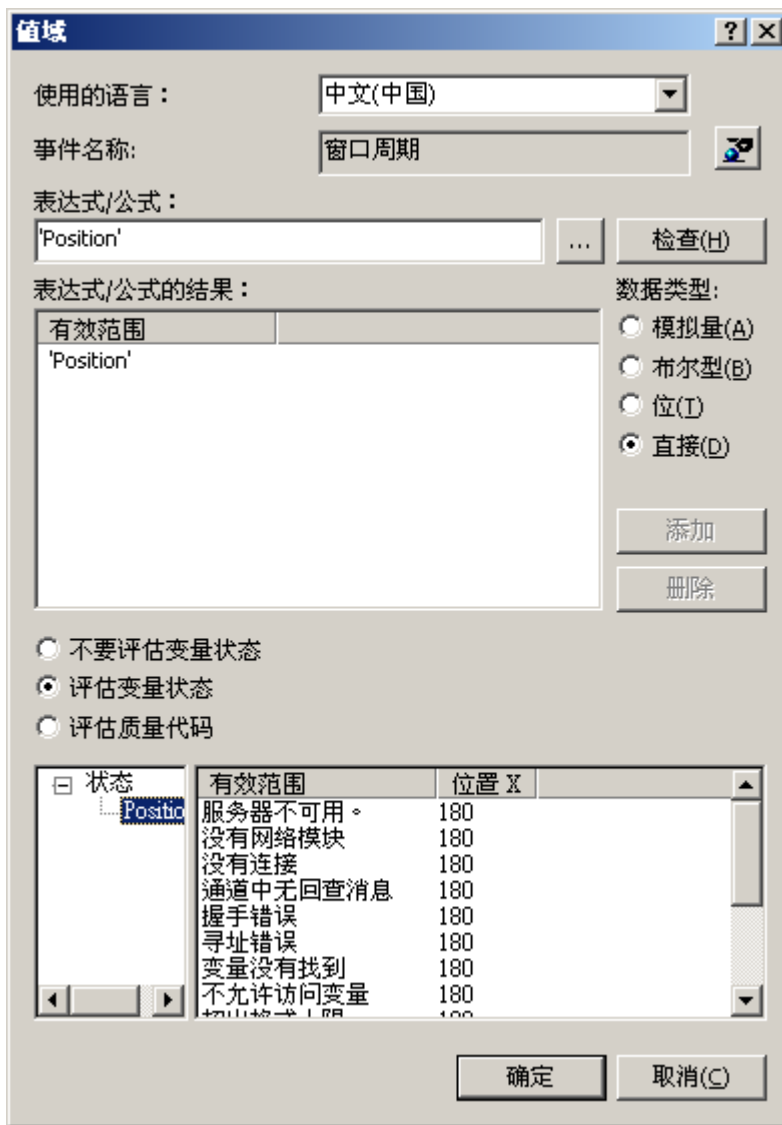 值域
使用的语言：
中文(中国)
事件名称:
窗口周期
表达式/公式：
'Position'
...
检查(H)
表达式/公式的结果：
数据类型:
有效范围
'Position'
模拟量(A)
布尔型(B)
位(T)
直接(D)
添加
删除
不要评估变量状态
评估变量状态
评估质量代码
状态
Positio
有效范围 位置 X
服务器不可用。 180
没有网络模块 180
没有连接 180
通道中无回查消息 180
握手错误 180
寻址错误 180
变量没有找到 180
不允许访问变量 180
确定
取消(C)